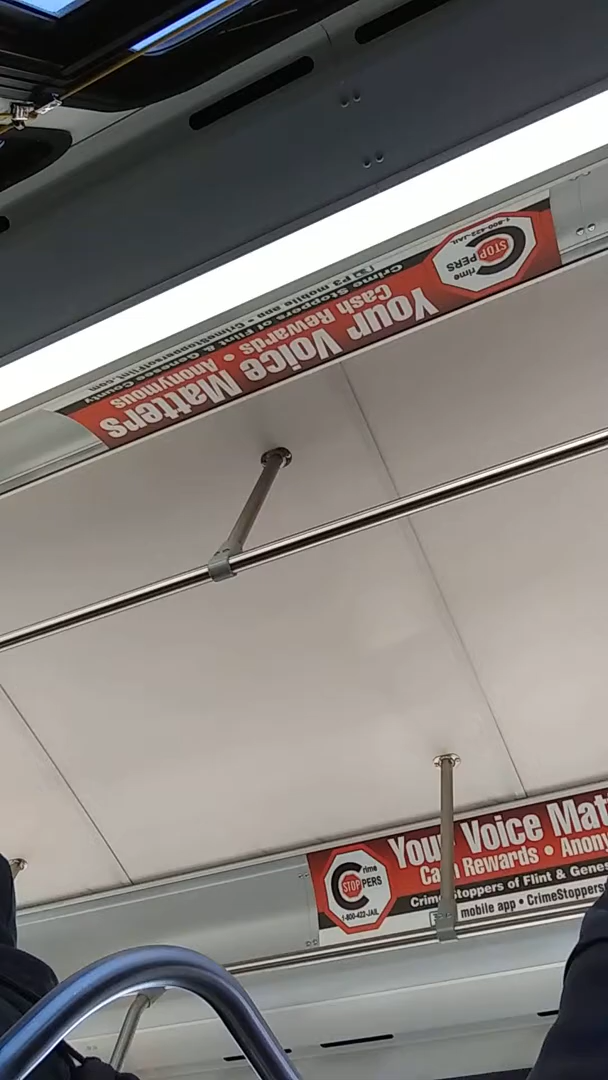 1-800-422-JAIL
Crime
STOPPERS
Your Voice Matters
Cash Rewards • Anonymous
Crime Stoppers of Flint & Genesee County
P3 mobile app • CrimeStoppersofFlint.com
Crime
STOPPERS
1-800-422-JAIL
Your Voice Matt
Cash Rewards • Anony
Crime Stoppers of Flint & Genes
mobile app • CrimeStoppers